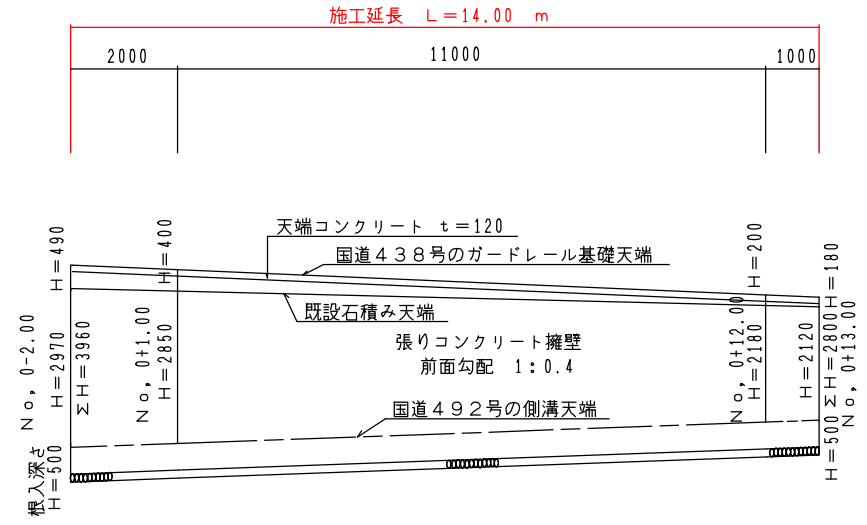 施工延長 L=14.00 m
2000
11000
1000
天端コンクリート t=120
国道438号のガードレール基礎天端
既設石積み天端
張りコンクリート擁壁
前面勾配 1:0.4
国道492号の側溝天端
No, 0-2.00
H=490
H=2970
ΣH=3960
根入深さ
H=500
No, 0+1.00
H=400
H=2850
No, 0+12.00
H=200
H=2180
H=2120
H=180
ΣH=2800
H=500
No, 0+13.00